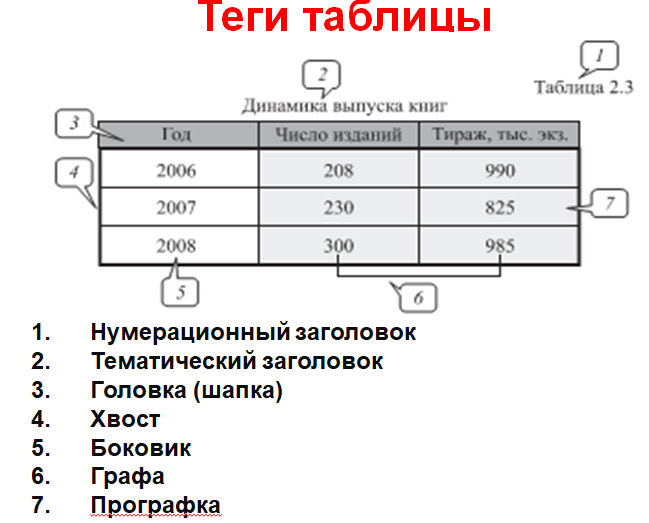 Теги таблицы
1
2
Таблица 2.3
Динамика выпуска книг
3
Год Число изданий Тираж, тыс. экз.
4
2006 208 990
2007 230 825
7
2008 300 985
5
6
1. Нумерационный заголовок
2. Тематический заголовок
3. Головка (шапка)
4. Хвост
5. Боковик
6. Графа
7. Прографка